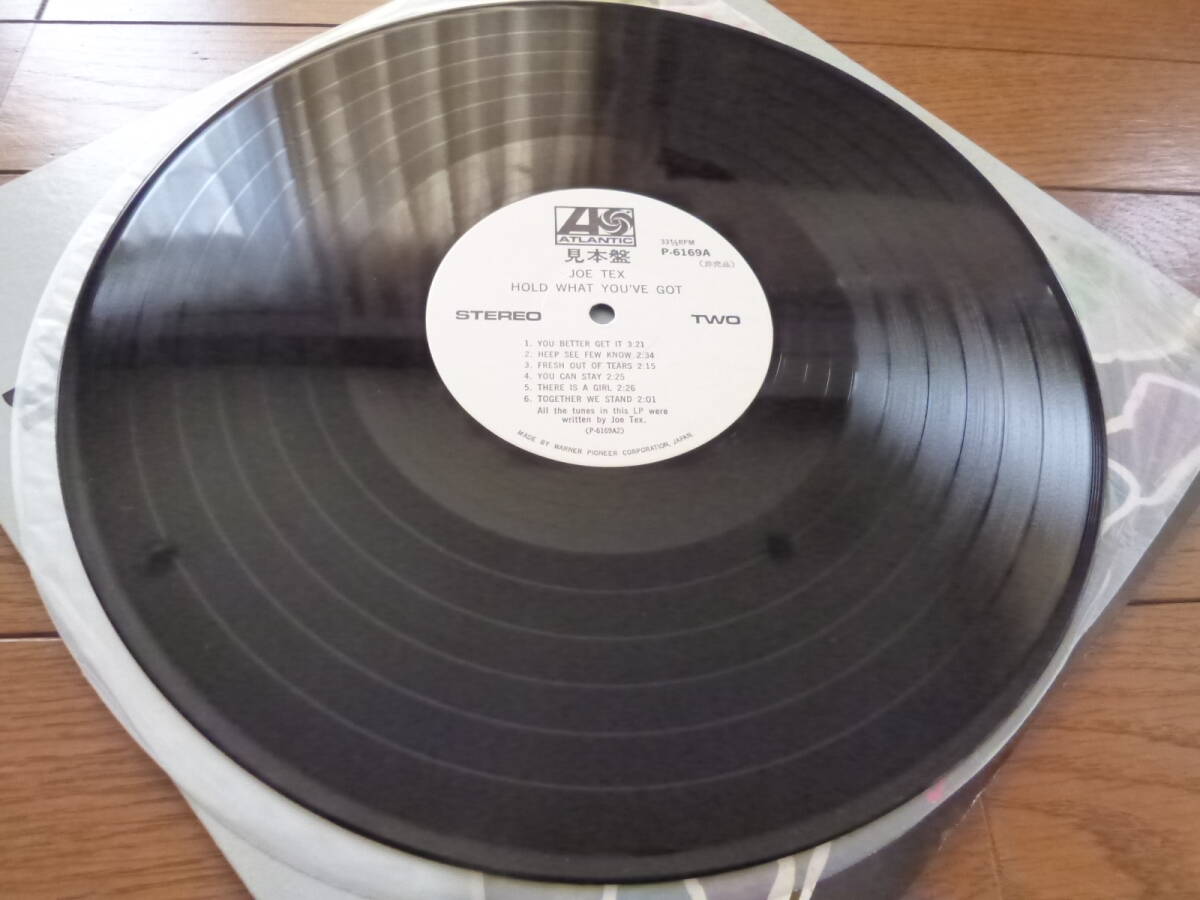 ATLANTIC
見本盤
33⅓RPM
P-6169A
(非売品)
JOE TEX
HOLD WHAT YOU'VE GOT
STEREO
TWO
1. YOU BETTER GET IT 3:21
2. HEEP SEE FEW KNOW 2:34
3. FRESH OUT OF TEARS 2:15
4. YOU CAN STAY 2:25
5. THERE IS A GIRL 2:26
6. TOGETHER WE STAND 2:01
All the tunes in this LP were
written by Joe Tex.
(P-6169A2)
MADE BY WARNER PIONEER CORPORATION, JAPAN